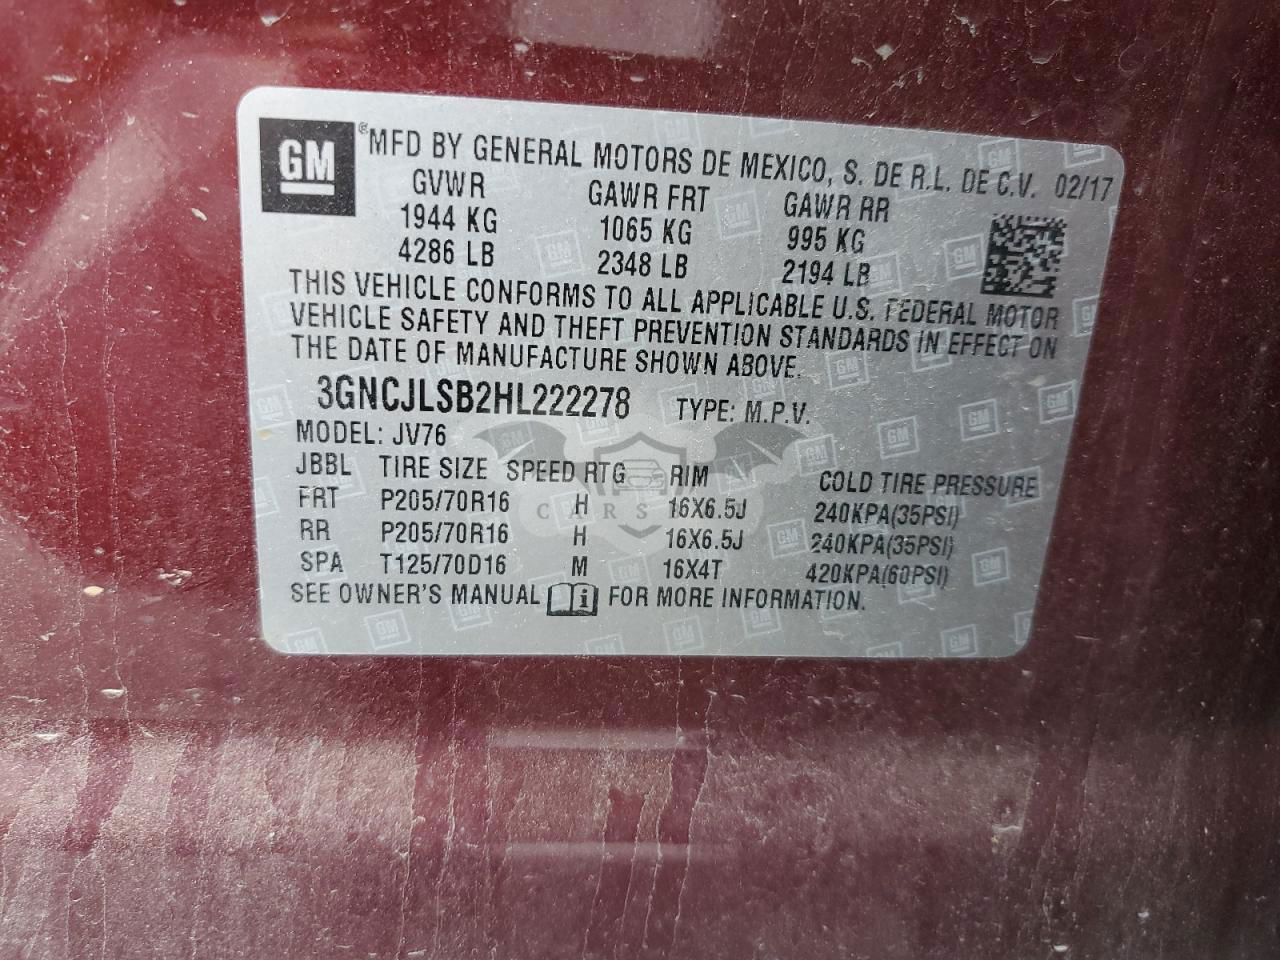 GM ®MFD BY GENERAL MOTORS DE MEXICO, S. DE R.L. DE C.V. 02/17
GVWR GAWR FRT GAWR RR
1944 KG 1065 KG 995 KG
4286 LB 2348 LB 2194 LB
THIS VEHICLE CONFORMS TO ALL APPLICABLE U.S. FEDERAL MOTOR
VEHICLE SAFETY AND THEFT PREVENTION STANDARDS IN EFFECT ON
THE DATE OF MANUFACTURE SHOWN ABOVE.
3GNCJLSB2HL222278 TYPE: M.P.V.
MODEL: JV76
JBBL TIRE SIZE SPEED RTG RIM COLD TIRE PRESSURE
FRT P205/70R16 H 16X6.5J 240KPA(35PSI)
CARS
RR P205/70R16 H 16X6.5J 240KPA(35PSI)
SPA T125/70D16 M 16X4T 420KPA(60PSI)
SEE OWNER'S MANUAL i FOR MORE INFORMATION.